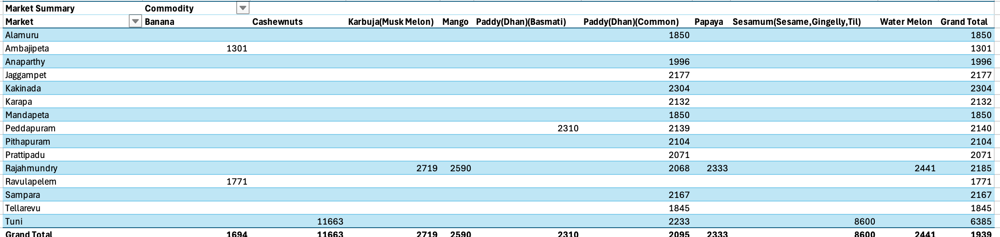 Market Summary Commodity
Market Banana Cashewnuts Karbuja(Musk Melon) Mango Paddy(Dhan)(Basmati) Paddy(Dhan)(Common) Papaya Sesamum(Sesame,Gingelly,Til) Water Melon Grand Total
Alamuru 1850 1850
Ambajipeta 1301 1301
Anaparthy 1996 1996
Jaggampet 2177 2177
Kakinada 2304 2304
Karapa 2132 2132
Mandapeta 1850 1850
Peddapuram 2310 2139 2140
Pithapuram 2104 2104
Prattipadu 2071 2071
Rajahmundry 2719 2590 2068 2333 2441 2185
Ravulapelem 1771 1771
Sampara 2167 2167
Tellarevu 1845 1845
Tuni 11663 2233 8600 6385
Grand Total 1694 11663 2719 2590 2310 2095 2333 8600 2441 1939